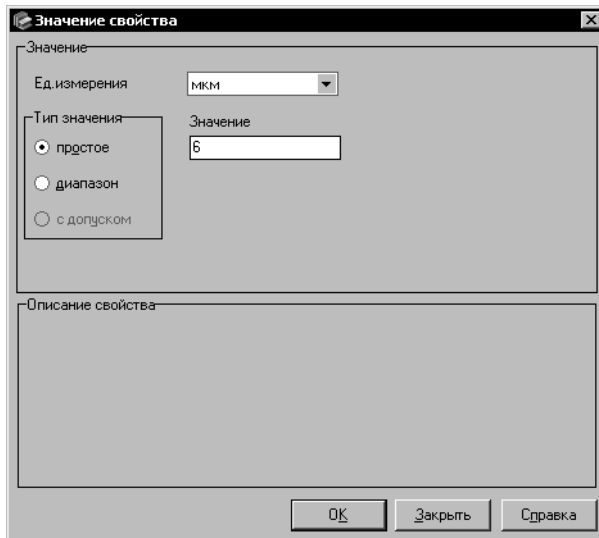 Значение свойства
Значение
Ед.измерения
мкм
Тип значения
Значение
простое
6
диапазон
с допуском
Описание свойства
OK
Закрыть
Справка